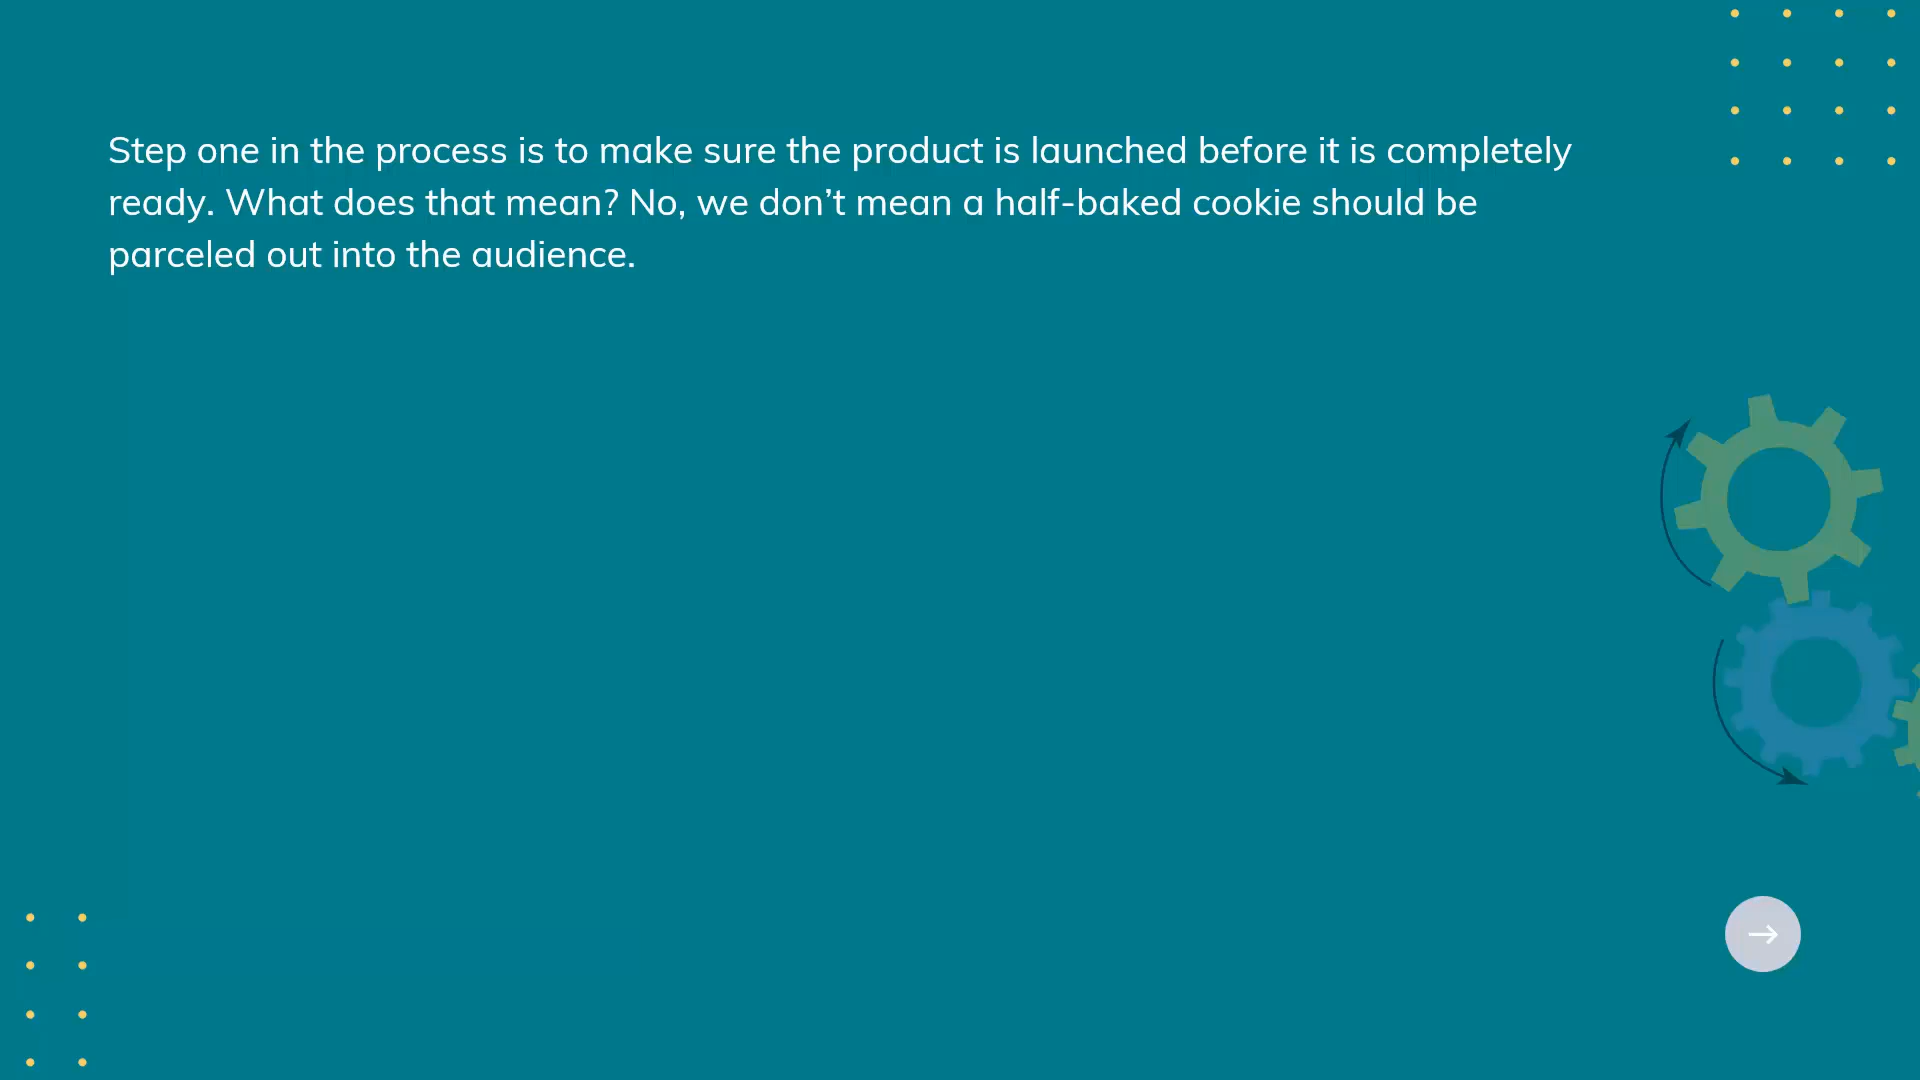 Step one in the process is to make sure the product is launched before it is completely
ready. What does that mean? No, we don’t mean a half-baked cookie should be
parceled out into the audience.